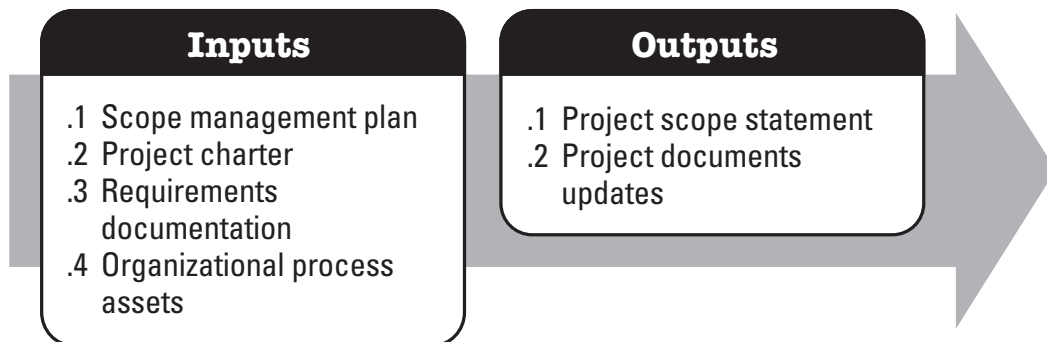 Inputs
.1 Scope management plan
.2 Project charter
.3 Requirements
documentation
.4 Organizational process
assets
Outputs
.1 Project scope statement
.2 Project documents
updates